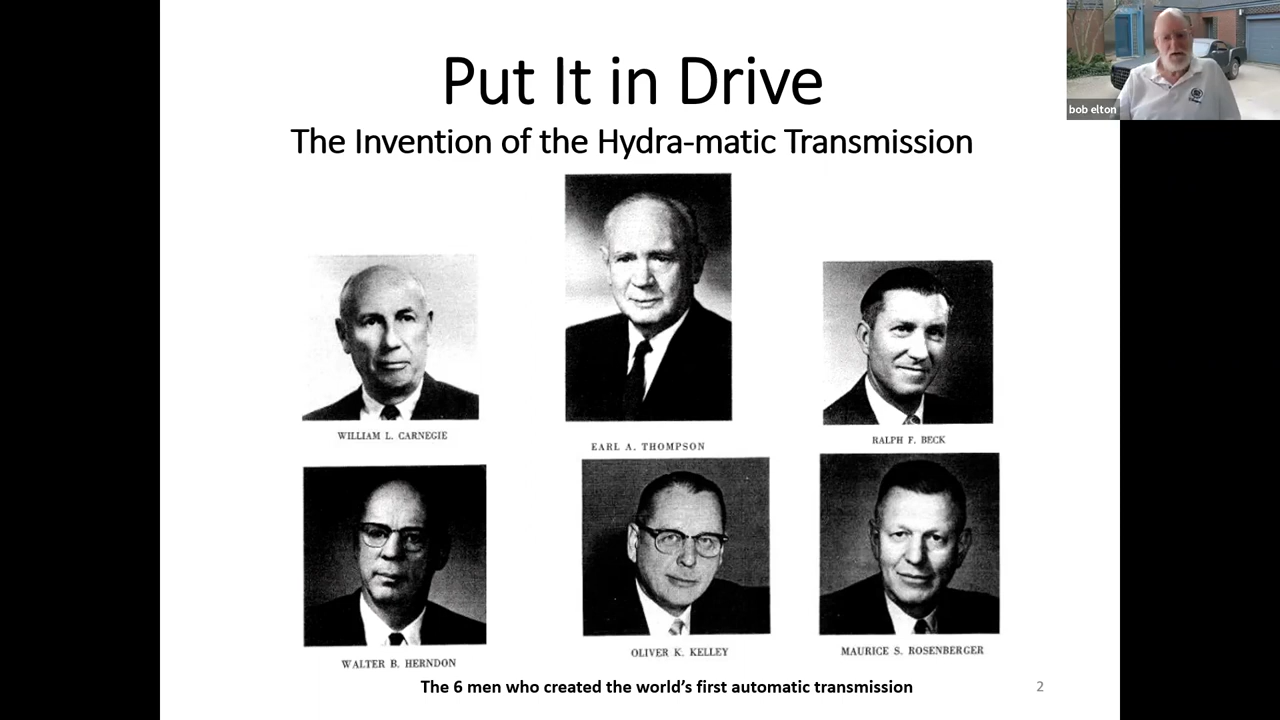 Put It in Drive
The Invention of the Hydra-matic Transmission
bob elton
WILLIAM L. CARNEGIE
EARL A. THOMPSON
RALPH F. BECK
WALTER B. HERNDON
OLIVER K. KELLEY
MAURICE S. ROSENBERGER
The 6 men who created the world's first automatic transmission
2